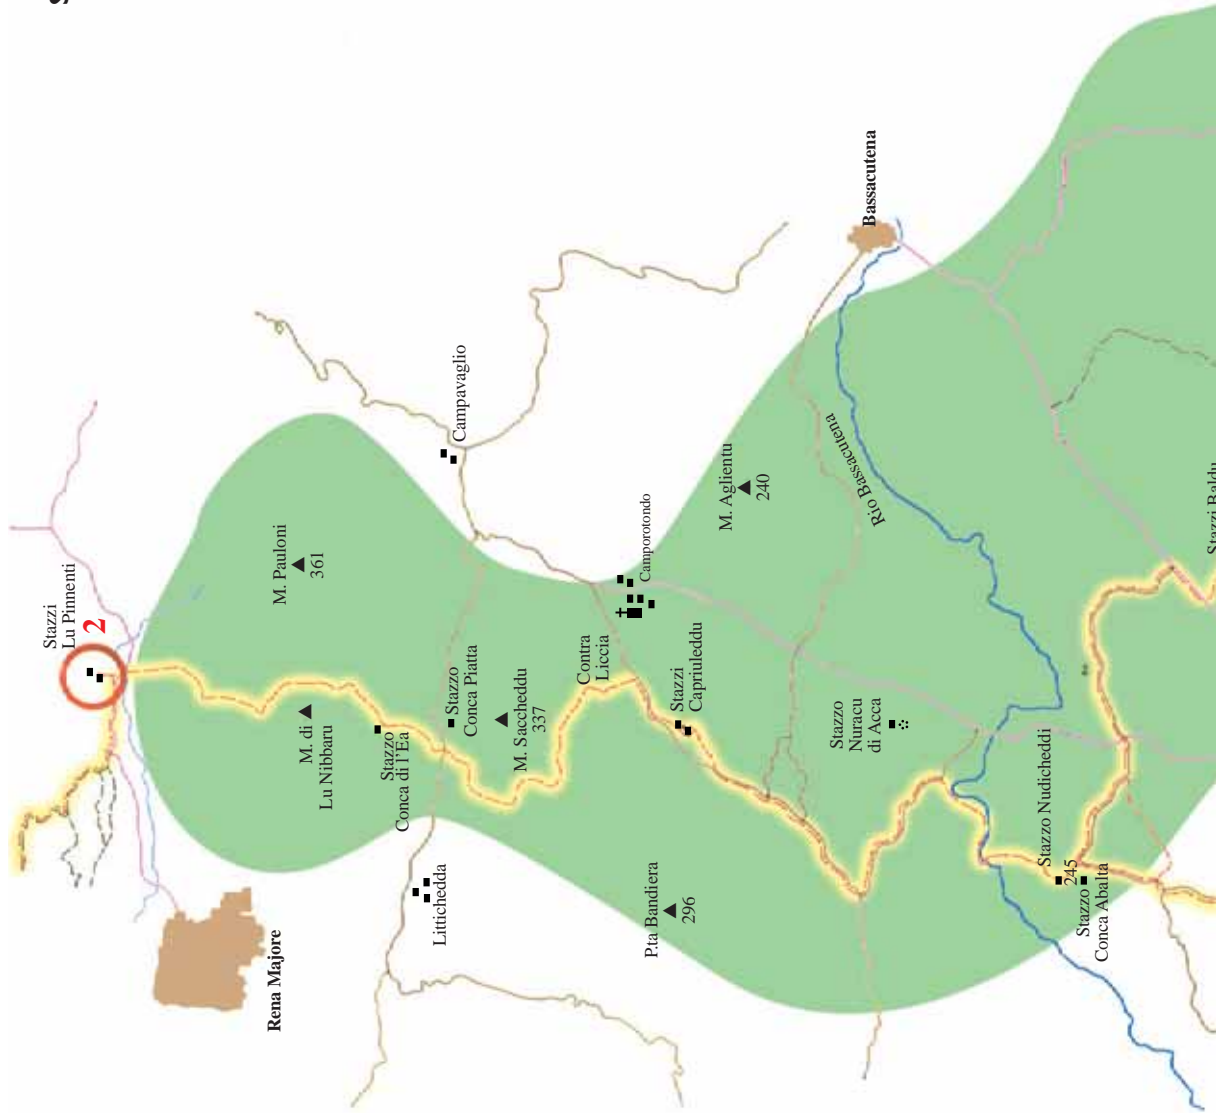 Stazzi
Lu Pinnenti
2
M. Pauloni
361
M. di
Lu Nibbaru
Stazzo
Conca di l'Ea
Stazzo
Conca Piatta
Campavaglio
Littichedda
Rena Majore
M. Saccheddu
337
Contra
Liccia
Camporotondo
Stazzi
Capriuleddu
P.ta Bandiera
296
M. Aglientu
240
Bassacutena
Rio Bassacutena
Stazzo
Nuracu
di Acca
Stazzo Nudicheddi
245
Stazzo
Conca Abalta
Stazzi Baldu